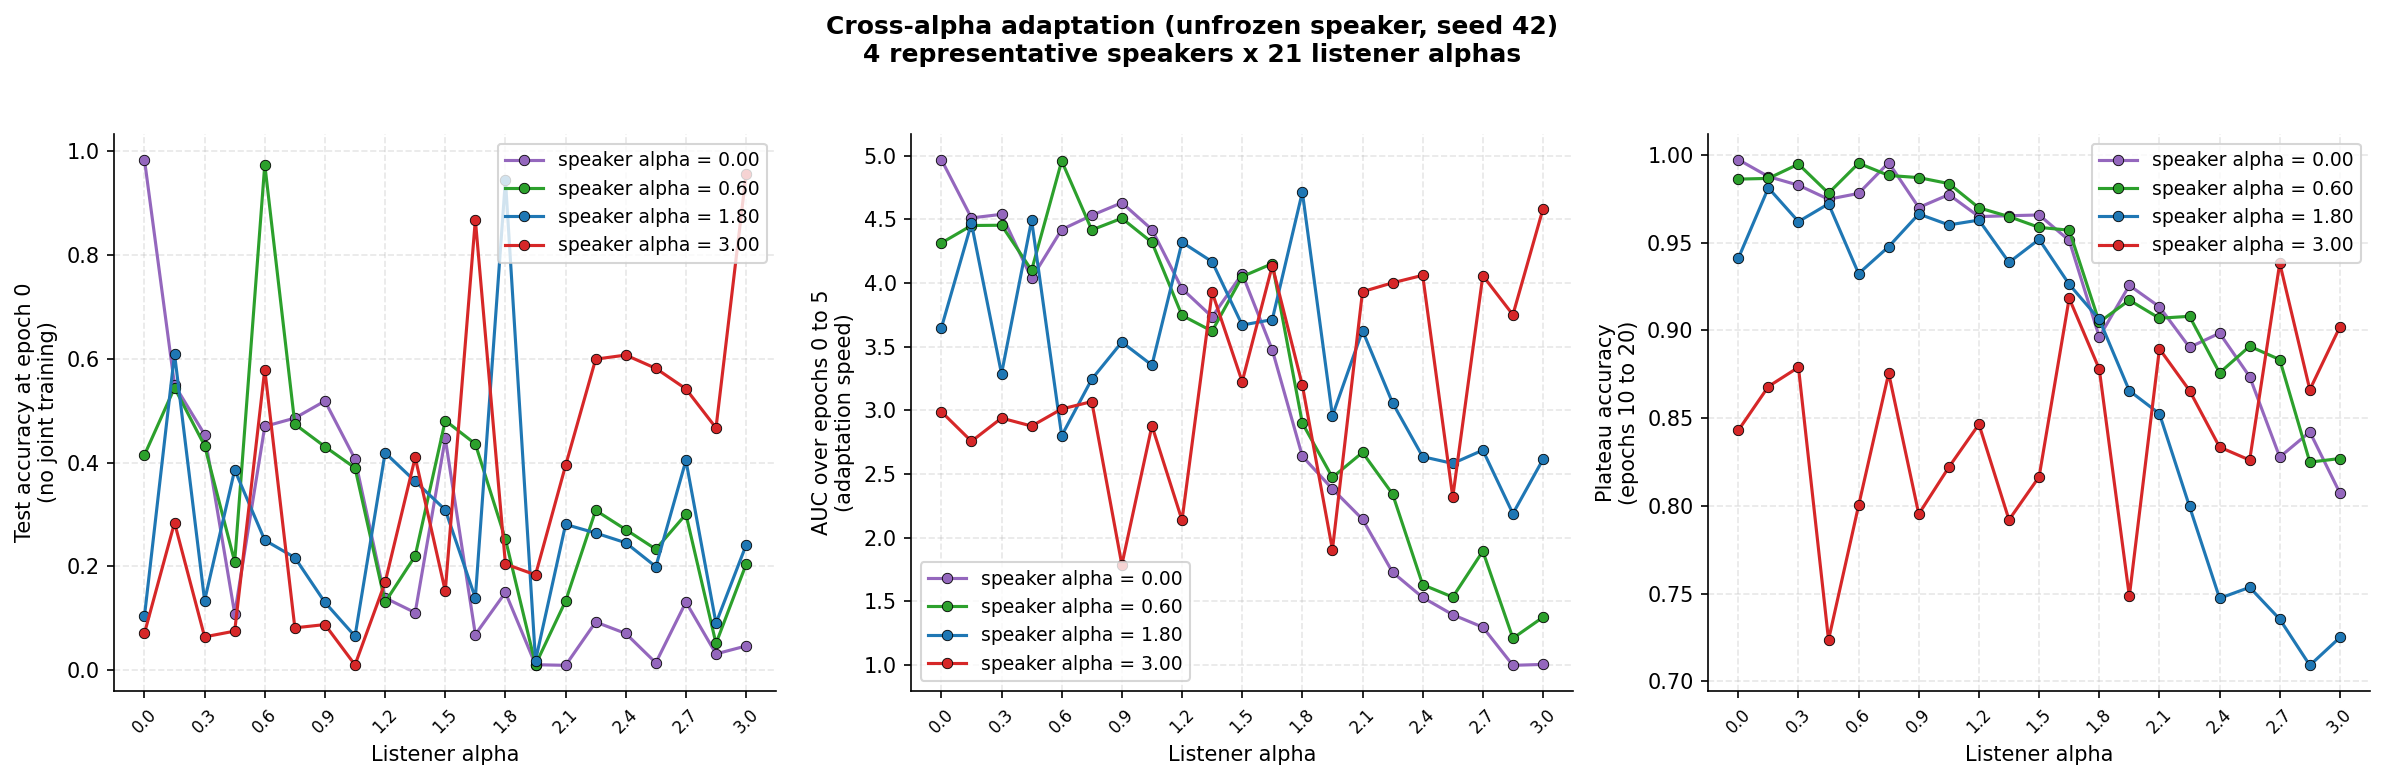 Cross-alpha adaptation (unfrozen speaker, seed 42)
4 representative speakers x 21 listener alphas
Test accuracy at epoch 0
(no joint training)
1.0
0.8
0.6
0.4
0.2
0.0
speaker alpha = 0.00
speaker alpha = 0.60
speaker alpha = 1.80
speaker alpha = 3.00
0.0 0.3 0.6 0.9 1.2 1.5 1.8 2.1 2.4 2.7 3.0
Listener alpha
AUC over epochs 0 to 5
(adaptation speed)
5.0
4.5
4.0
3.5
3.0
2.5
2.0
1.5
1.0
speaker alpha = 0.00
speaker alpha = 0.60
speaker alpha = 1.80
speaker alpha = 3.00
0.0 0.3 0.6 0.9 1.2 1.5 1.8 2.1 2.4 2.7 3.0
Listener alpha
Plateau accuracy
(epochs 10 to 20)
1.00
0.95
0.90
0.85
0.80
0.75
0.70
speaker alpha = 0.00
speaker alpha = 0.60
speaker alpha = 1.80
speaker alpha = 3.00
0.0 0.3 0.6 0.9 1.2 1.5 1.8 2.1 2.4 2.7 3.0
Listener alpha